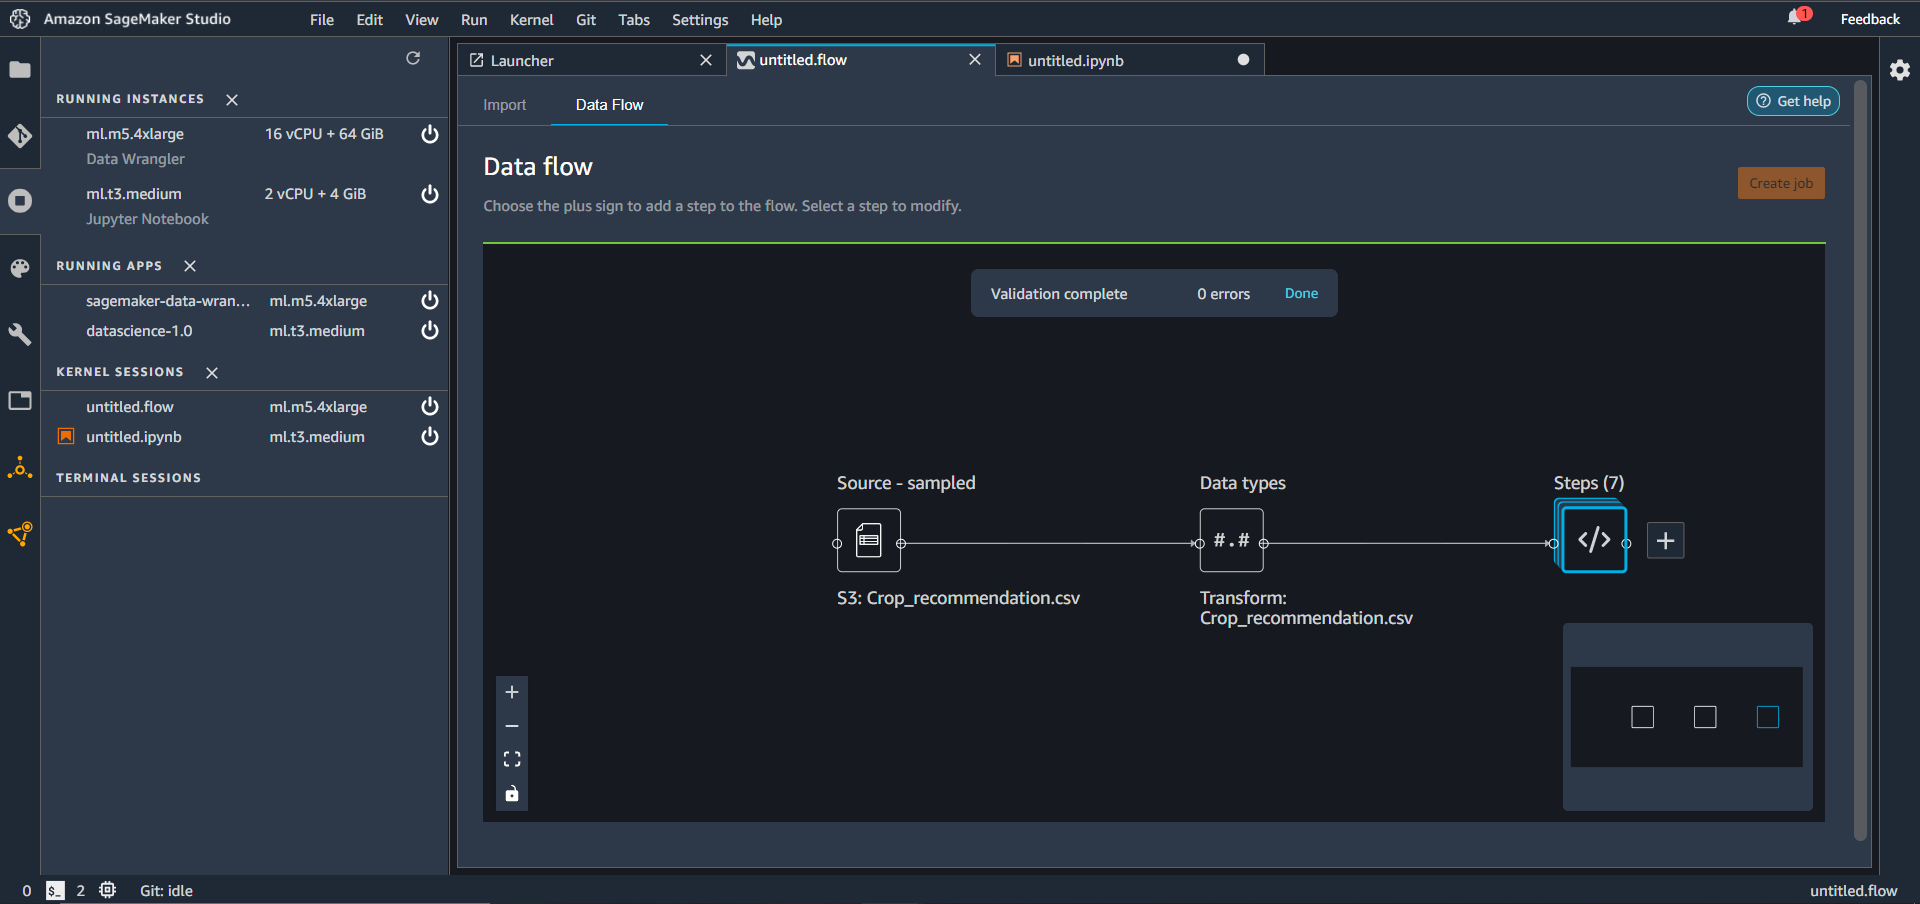 Amazon SageMaker Studio File Edit View Run Kernel Git Tabs Settings Help 1 Feedback
Launcher untitled.flow untitled.ipynb
RUNNING INSTANCES
ml.m5.4xlarge 16 vCPU + 64 GiB
Data Wrangler
ml.t3.medium 2 vCPU + 4 GiB
Jupyter Notebook
RUNNING APPS
sagemaker-data-wran... ml.m5.4xlarge
datascience-1.0 ml.t3.medium
KERNEL SESSIONS
untitled.flow ml.m5.4xlarge
untitled.ipynb ml.t3.medium
TERMINAL SESSIONS
Import Data Flow Get help
Data flow
Create job
Choose the plus sign to add a step to the flow. Select a step to modify.
Validation complete 0 errors Done
Source - sampled Data types Steps (7)
#.# </>
S3: Crop_recommendation.csv
Transform:
Crop_recommendation.csv
0 $_ 2 Git: idle untitled.flow